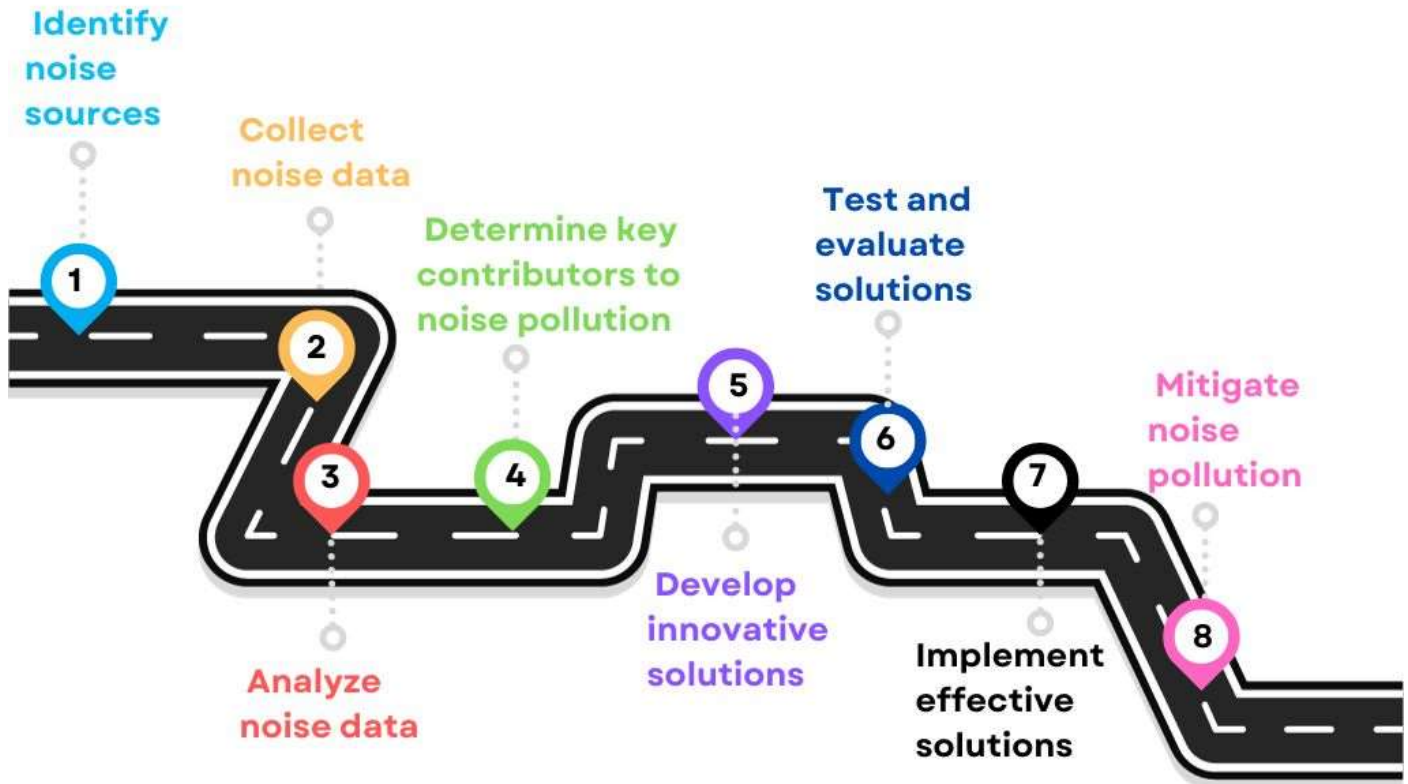 Identify
noise
sources
1
Collect
noise data
2
Analyze
noise data
3
Determine key
contributors to
noise pollution
4
Develop
innovative
solutions
5
Test and
evaluate
solutions
6
Implement
effective
solutions
7
Mitigate
noise
pollution
8